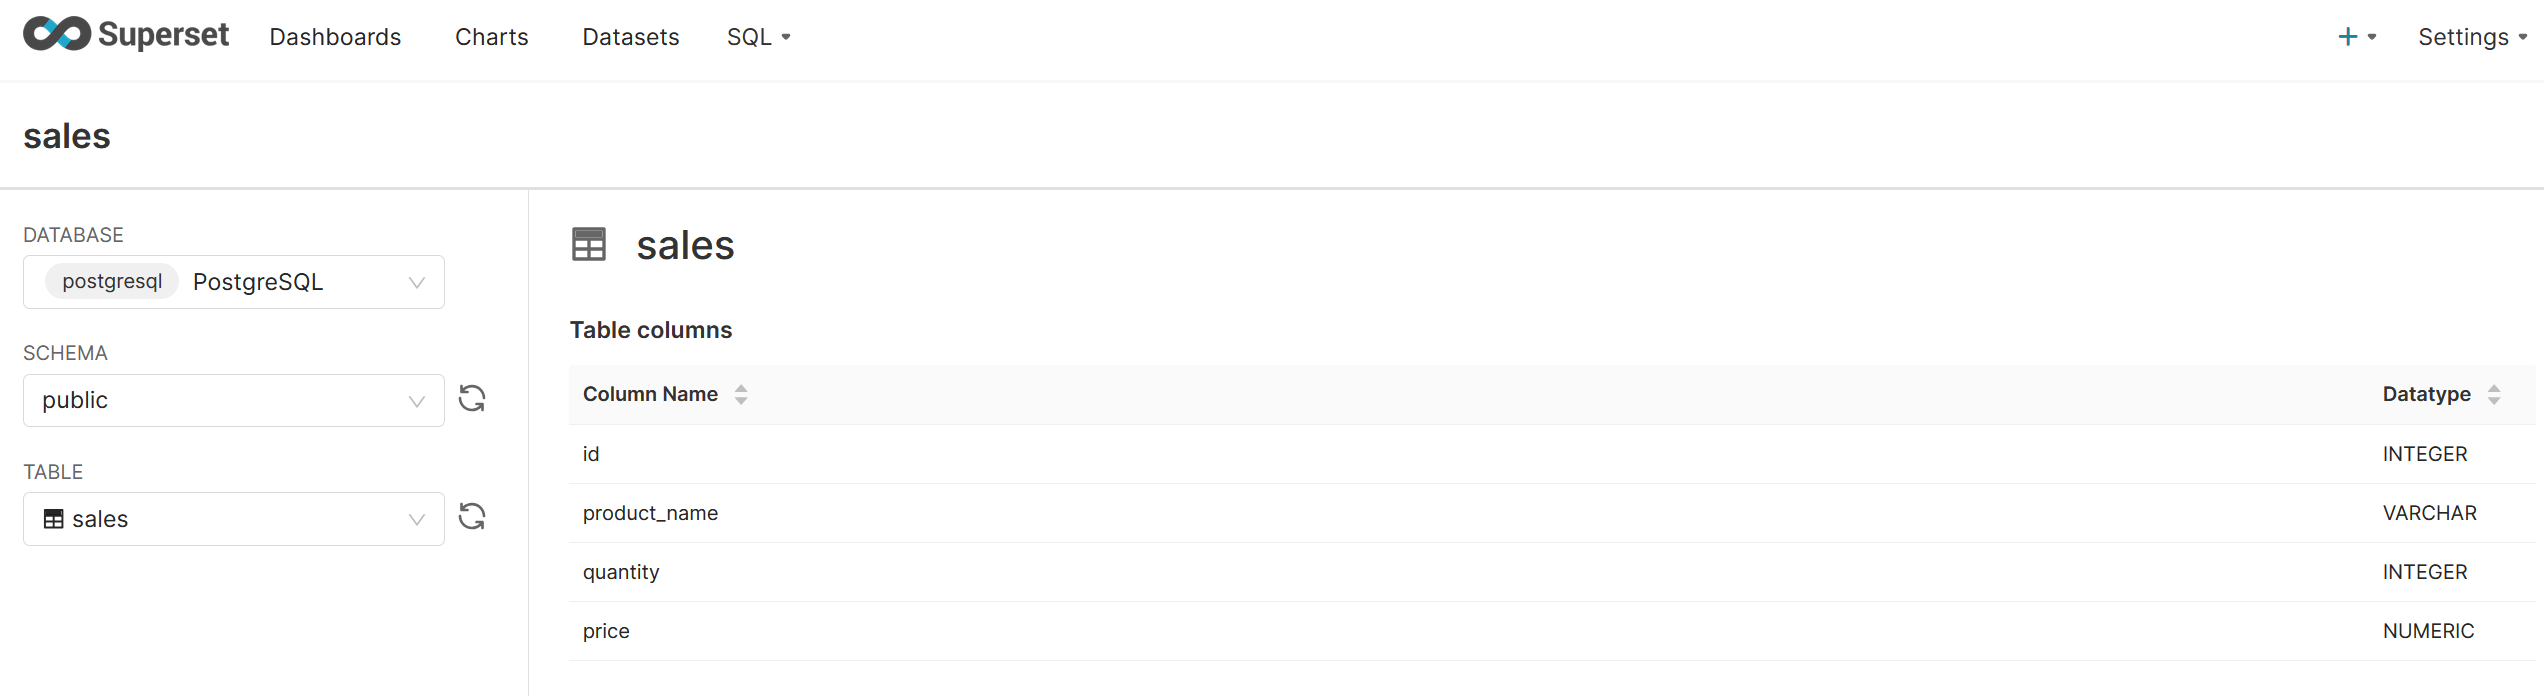 Superset Dashboards Charts Datasets SQL + Settings
sales
DATABASE
postgresql PostgreSQL
SCHEMA
public
TABLE
sales
sales
Table columns
Column Name Datatype
id INTEGER
product_name VARCHAR
quantity INTEGER
price NUMERIC